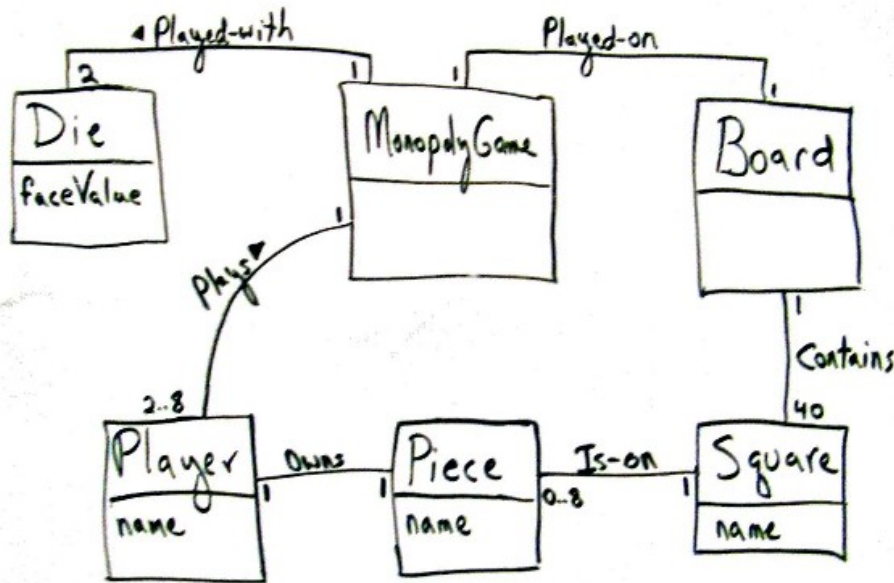 ◄ Played-with
Played-on
2
1
1
1
Die
faceValue
MonopolyGame
Board
1
Plays ►
1
Contains
2..8
40
Player
name
Owns
1
1
Piece
name
Is-on
0..8
1
Square
name